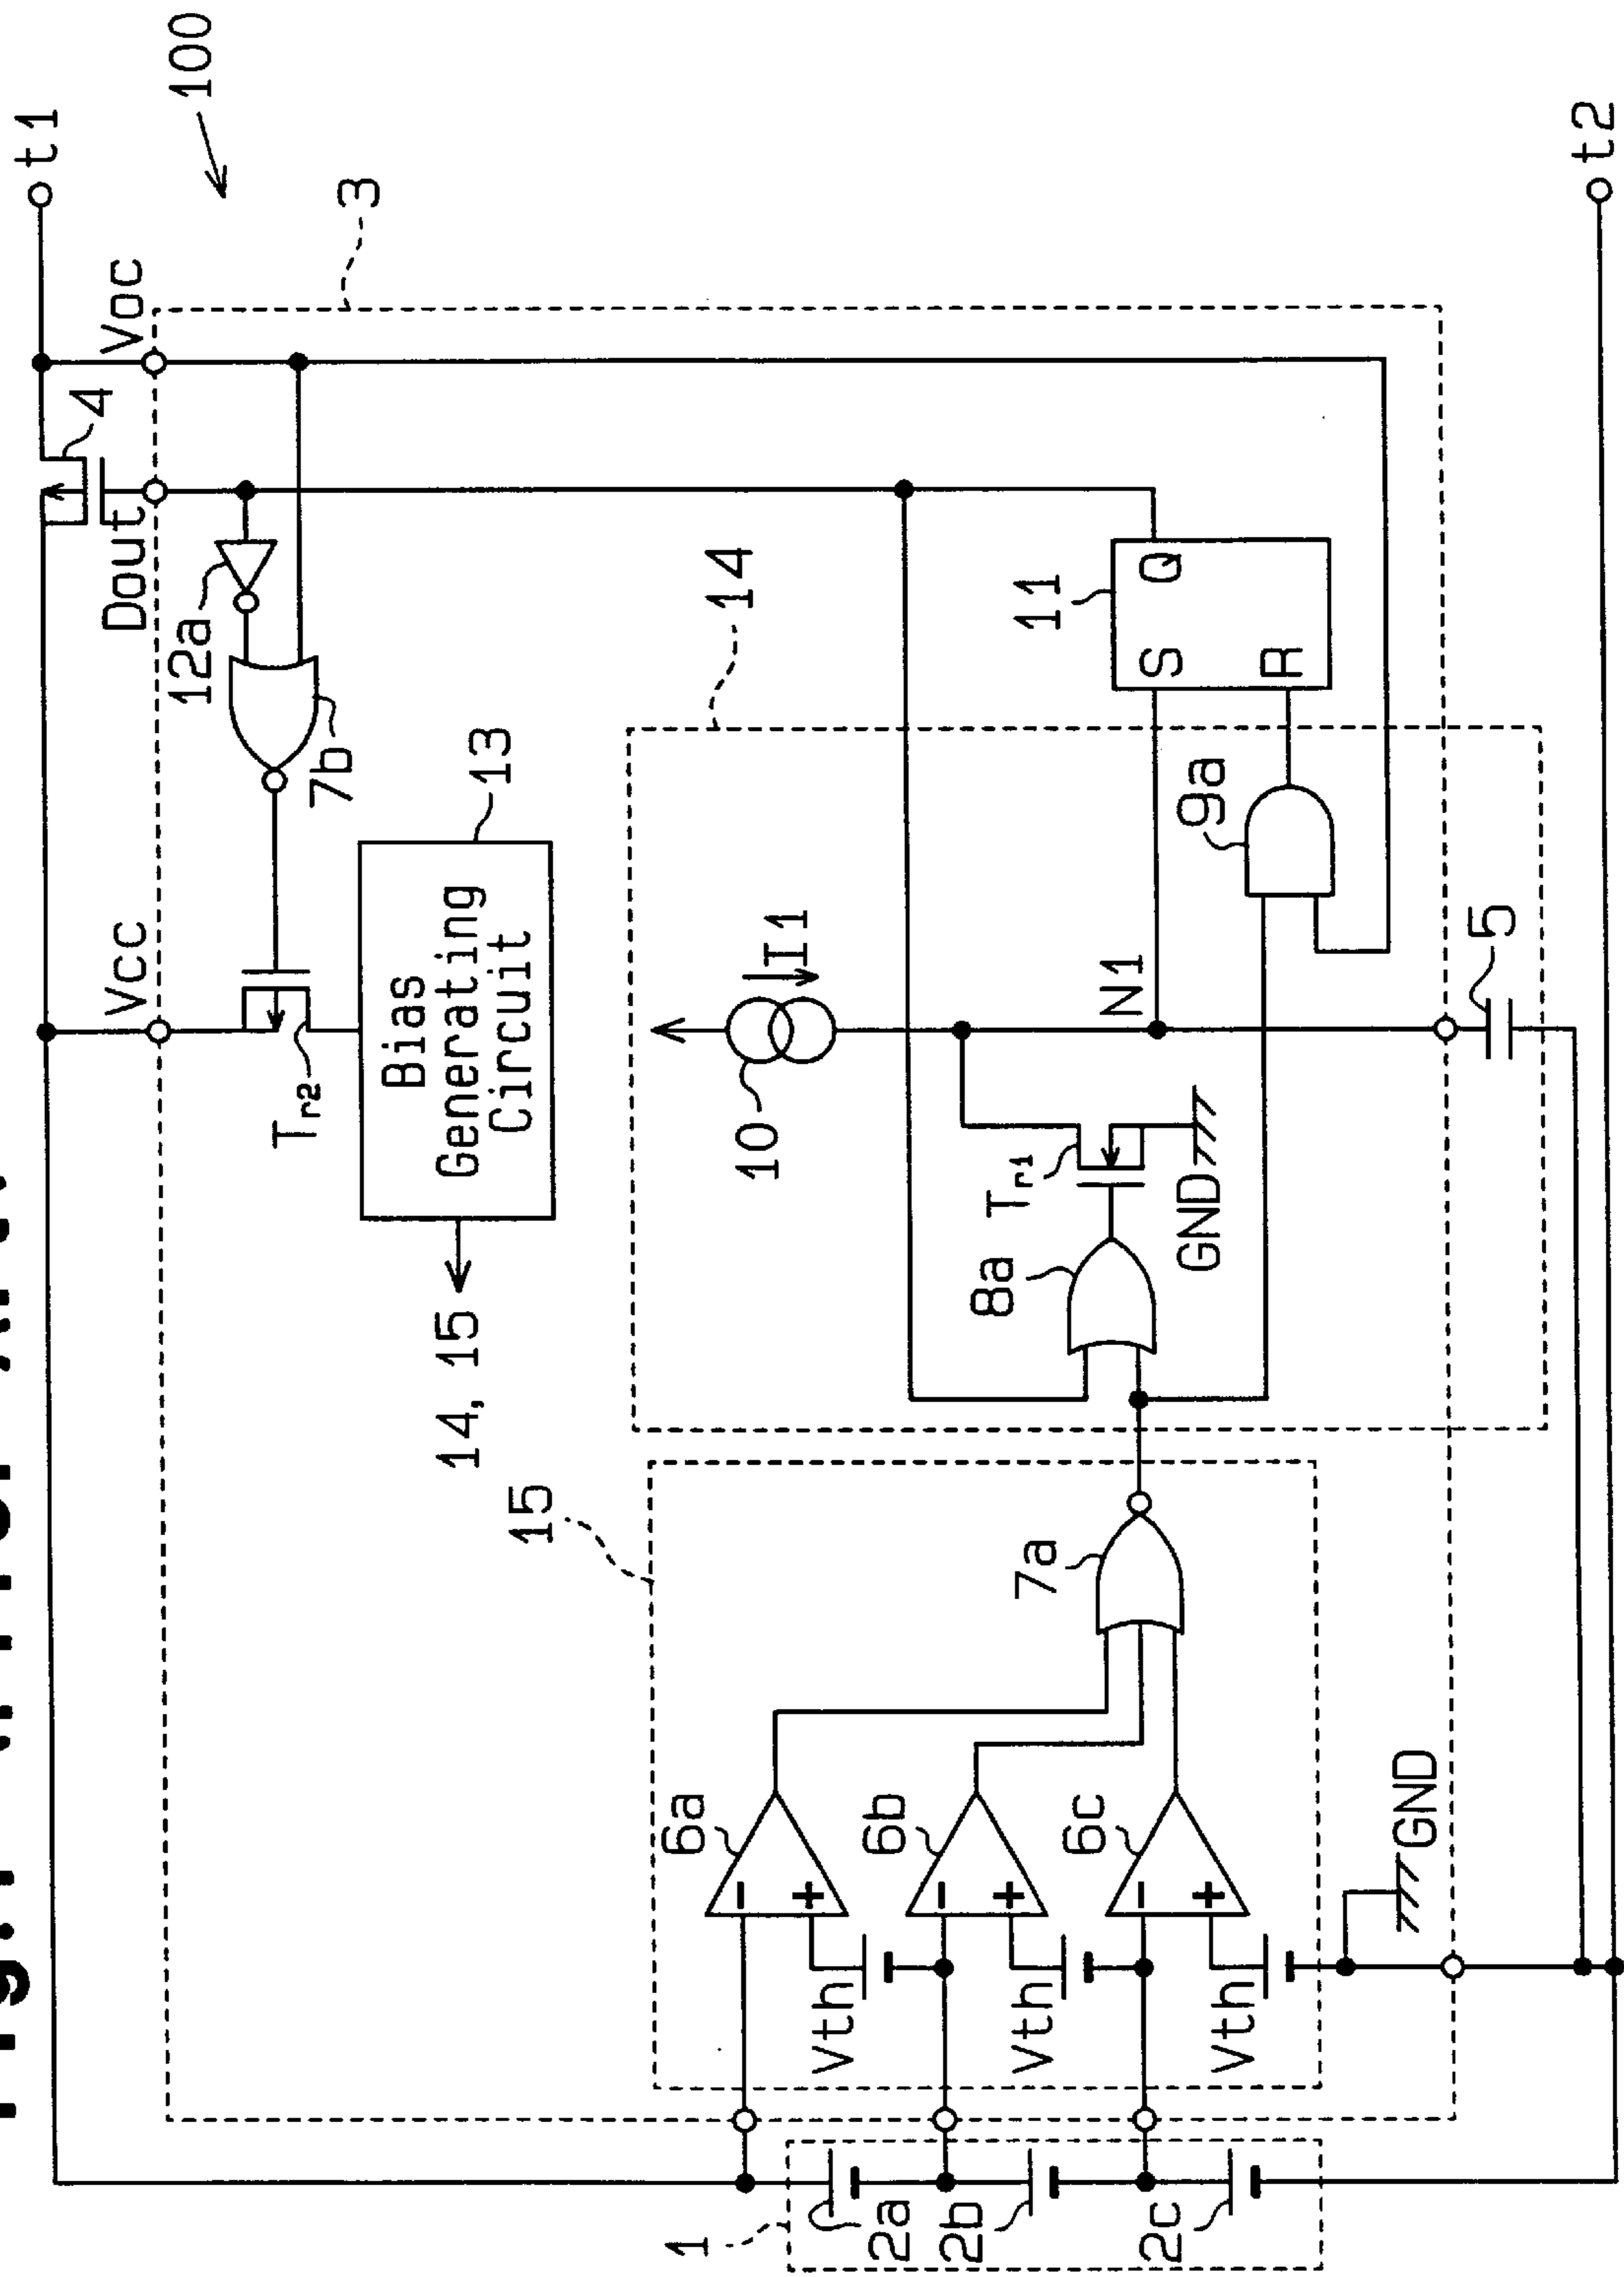 t1
100
Voc
3
4
Dout
12a
7b
Vcc
Tr2
13
Bias
Generating
Circuit
14, 15
14
11
S
Q
R
9a
10
I1
N1
5
Tr1
GND
8a
15
7a
6a
6b
6c
−
+
−
+
−
+
Vth
Vth
Vth
GND
1
2a
2b
2c
t2